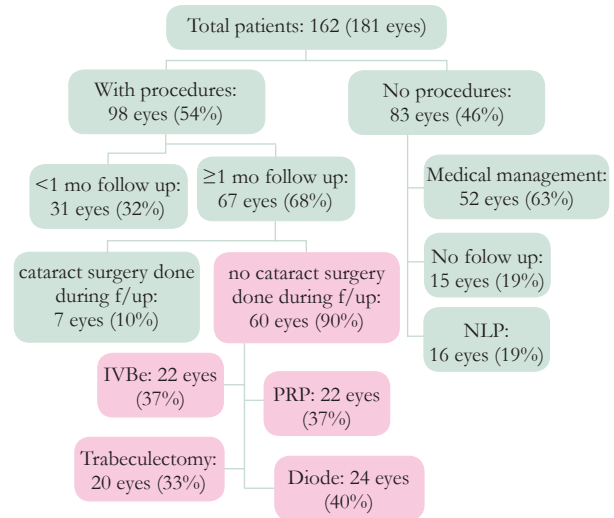 Total patients: 162 (181 eyes)
With procedures:
98 eyes (54%)
No procedures:
83 eyes (46%)
<1 mo follow up:
31 eyes (32%)
≥1 mo follow up:
67 eyes (68%)
Medical management:
52 eyes (63%)
cataract surgery done
during f/up:
7 eyes (10%)
no cataract surgery
done during f/up:
60 eyes (90%)
No folow up:
15 eyes (19%)
NLP:
16 eyes (19%)
IVBe: 22 eyes
(37%)
PRP: 22 eyes
(37%)
Trabeculectomy:
20 eyes (33%)
Diode: 24 eyes
(40%)